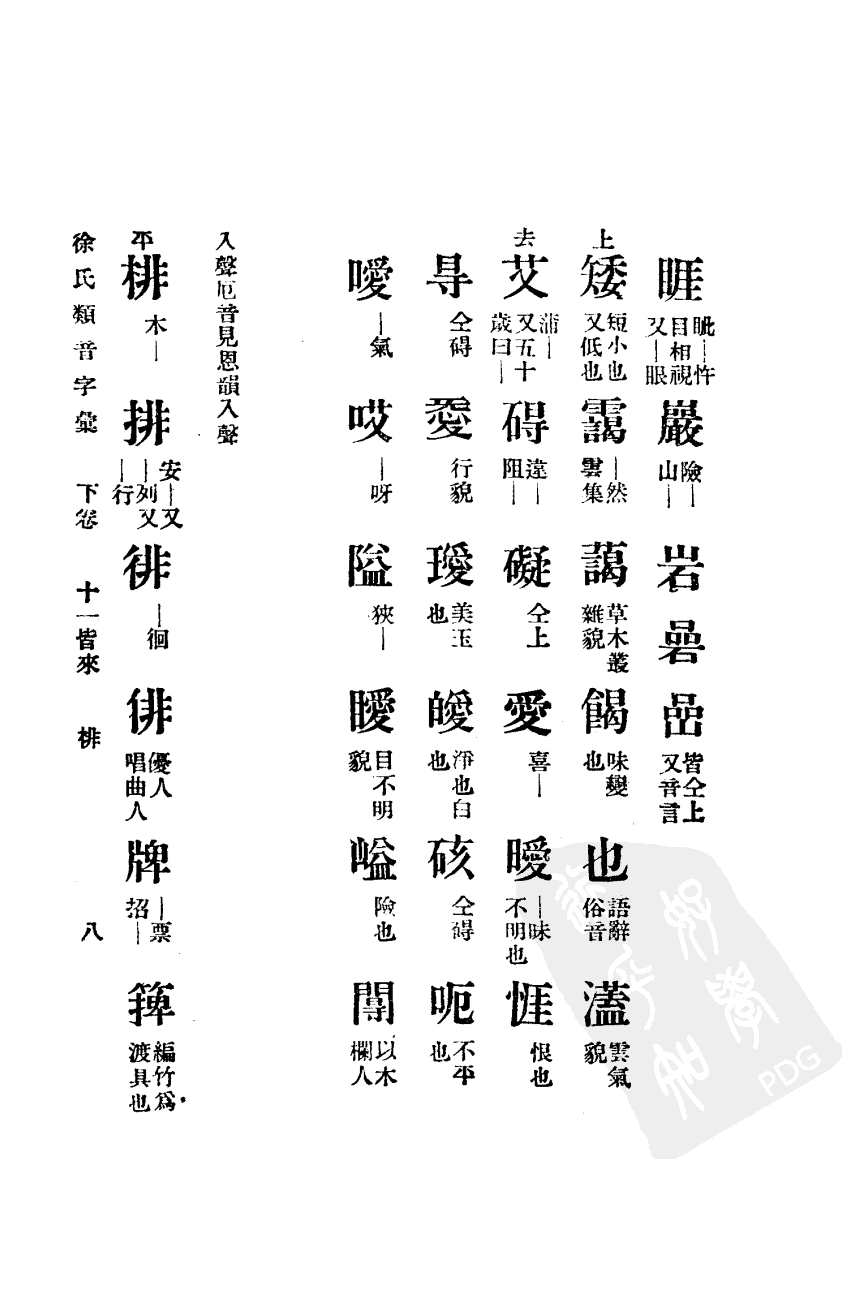 睚眦｜忤目相視又｜眼 巖險｜山｜ 岩 碞 嵒皆仝上又音言
上 矮短小也又低也 靄｜然雲集 藹草木叢雜貌 餲味變也 也語辭俗音 濭雲氣貌
去 艾蒲｜又五十歲曰｜ 碍違｜阻｜ 礙仝上 愛喜｜ 曖｜昧不明也 恨也
㝵仝碍 行貌 璦美玉也 皧淨也白也 硋仝碍 呃不平也
噯｜氣 哎｜呀 隘狹｜ 瞹目不明貌 險也 以木欄人
入聲厄音見恩韻入聲
平 棑木｜ 排安｜又｜列又｜行 徘｜徊 俳優人唱曲人 牌｜票招｜ 箄編竹爲渡具也
徐氏類音字彙 下卷 十一皆來 棑 八
PDG